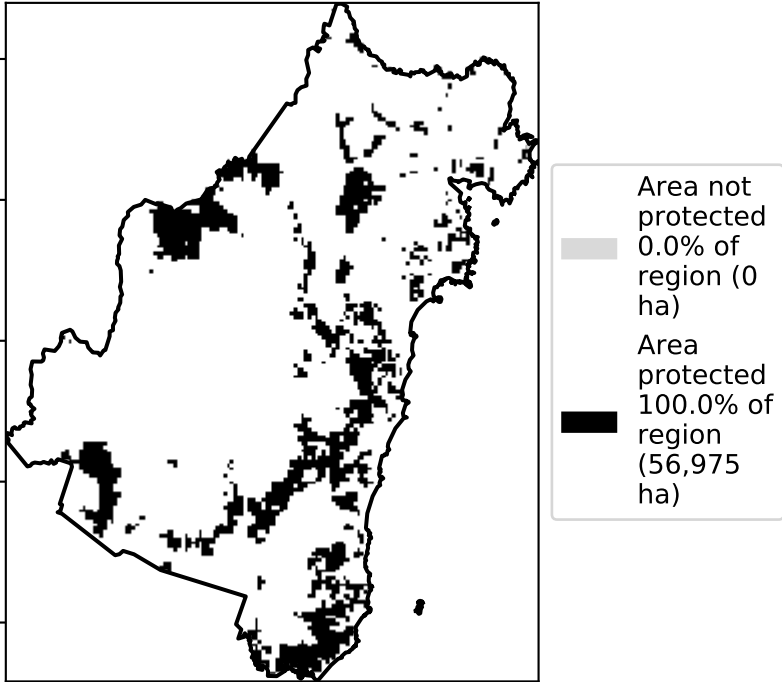 Area not
protected
0.0% of
region (0
ha)
Area
protected
100.0% of
region
(56,975
ha)